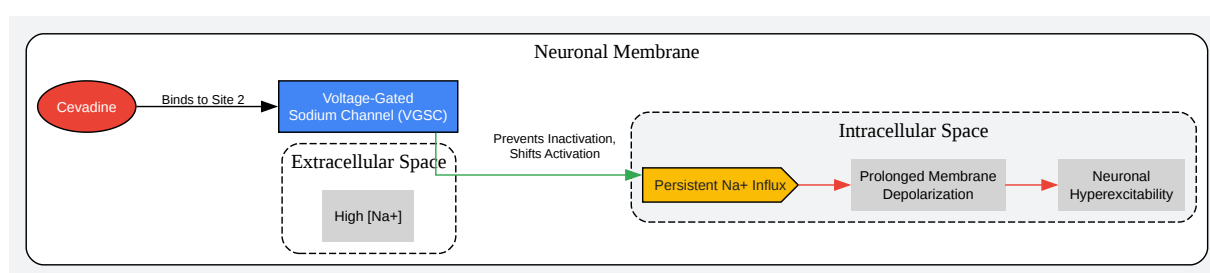 Neuronal Membrane
Cevadine
Binds to Site 2
Voltage-Gated
Sodium Channel (VGSC)
Prevents Inactivation,
Shifts Activation
Extracellular Space
High [Na+]
Intracellular Space
Persistent Na+ Influx
Prolonged Membrane
Depolarization
Neuronal
Hyperexcitability